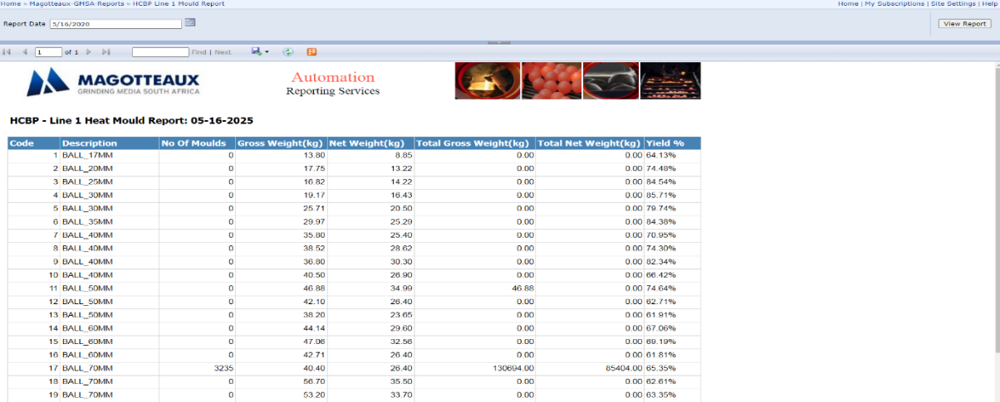 Home > Magotteaux-GMSA-Reports > HCBP Line 1 Mould Report Home | My Subscriptions | Site Settings | Help
Report Date 5/16/2020 View Report
1 of 1 Find | Next
MAGOTTEAUX
GRINDING MEDIA SOUTH AFRICA
Automation
Reporting Services
HCBP - Line 1 Heat Mould Report: 05-16-2025
Code Description No Of Moulds Gross Weight(kg) Net Weight(kg) Total Gross Weight(kg) Total Net Weight(kg) Yield %
1 BALL_17MM 0 13.80 8.85 0.00 0.00 64.13%
2 BALL_20MM 0 17.75 13.22 0.00 0.00 74.48%
3 BALL_25MM 0 16.82 14.22 0.00 0.00 84.54%
4 BALL_30MM 0 19.17 16.43 0.00 0.00 85.71%
5 BALL_30MM 0 25.71 20.50 0.00 0.00 79.74%
6 BALL_35MM 0 29.97 25.29 0.00 0.00 84.38%
7 BALL_40MM 0 35.80 25.40 0.00 0.00 70.95%
8 BALL_40MM 0 38.52 28.62 0.00 0.00 74.30%
9 BALL_40MM 0 36.80 30.30 0.00 0.00 82.34%
10 BALL_40MM 0 40.50 26.90 0.00 0.00 66.42%
11 BALL_50MM 0 46.88 34.99 46.88 0.00 74.64%
12 BALL_50MM 0 42.10 26.40 0.00 0.00 62.71%
13 BALL_50MM 0 38.20 23.65 0.00 0.00 61.91%
14 BALL_60MM 0 44.14 29.60 0.00 0.00 67.06%
15 BALL_60MM 0 47.06 32.56 0.00 0.00 69.19%
16 BALL_60MM 0 42.71 26.40 0.00 0.00 61.81%
17 BALL_70MM 3235 40.40 26.40 130694.00 85404.00 65.35%
18 BALL_70MM 0 56.70 35.50 0.00 0.00 62.61%
19 BALL_70MM 0 53.20 33.70 0.00 0.00 63.35%